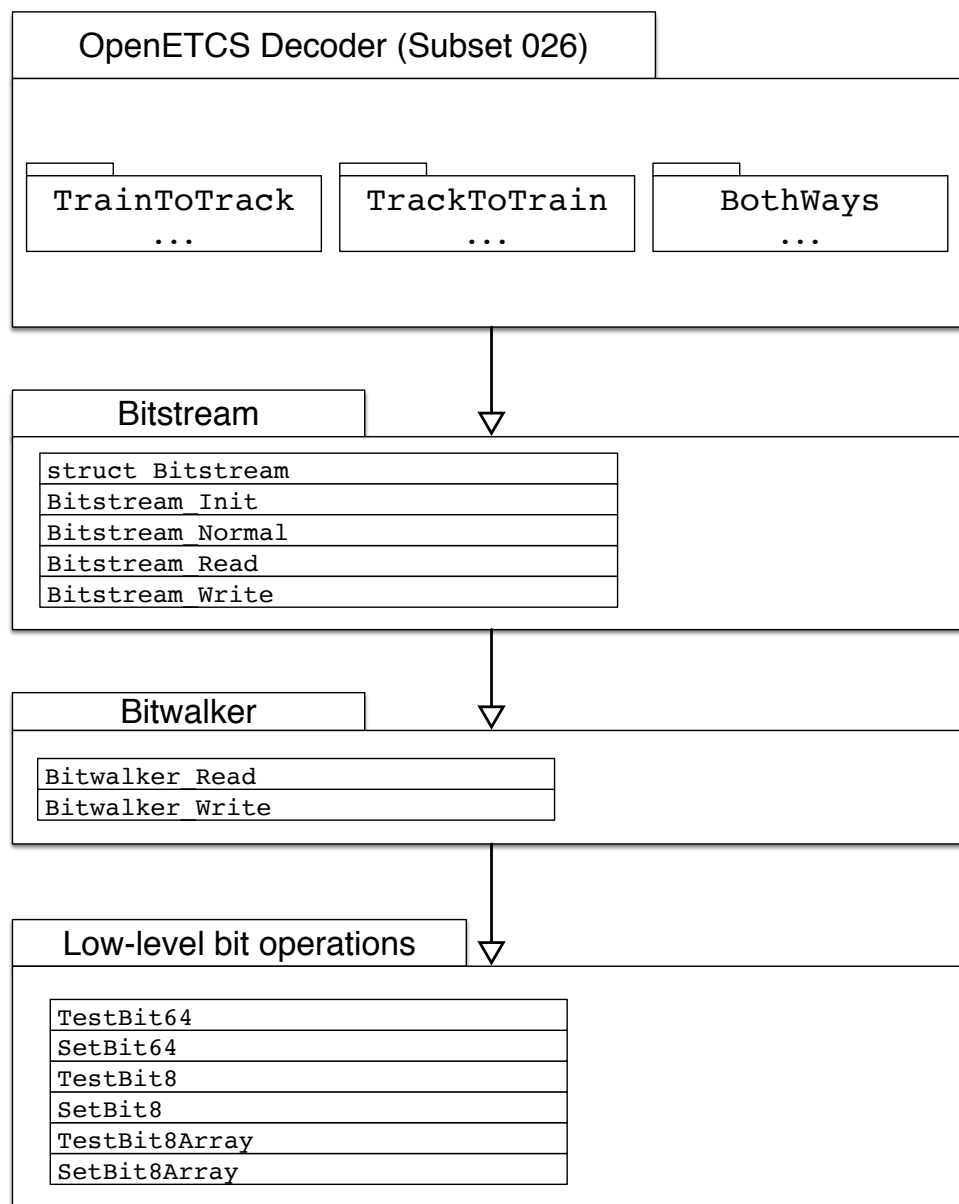 OpenETCS Decoder (Subset 026)
TrainToTrack
...
TrackToTrain
...
BothWays
...
Bitstream
struct Bitstream
Bitstream_Init
Bitstream_Normal
Bitstream_Read
Bitstream_Write
Bitwalker
Bitwalker_Read
Bitwalker_Write
Low-level bit operations
TestBit64
SetBit64
TestBit8
SetBit8
TestBit8Array
SetBit8Array